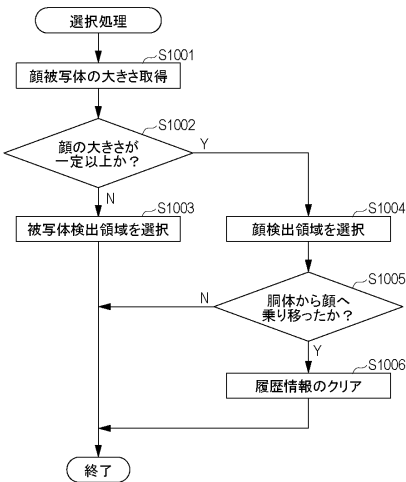 選択処理
S1001
顔被写体の大きさ取得
S1002
顔の大きさが
一定以上か?
Y
N
S1003
被写体検出領域を選択
S1004
顔検出領域を選択
S1005
胴体から顔へ
乗り移ったか?
N
Y
S1006
履歴情報のクリア
終了